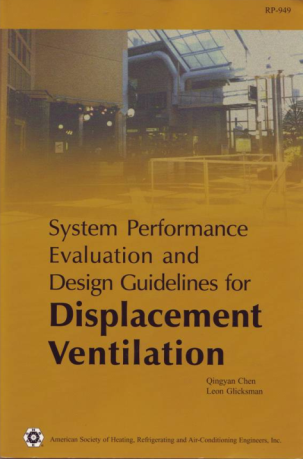 RP-949
System Performance
Evaluation and
Design Guidelines for
Displacement
Ventilation
Qingyan Chen
Leon Glicksman
American Society of Heating, Refrigerating and Air-Conditioning Engineers, Inc.